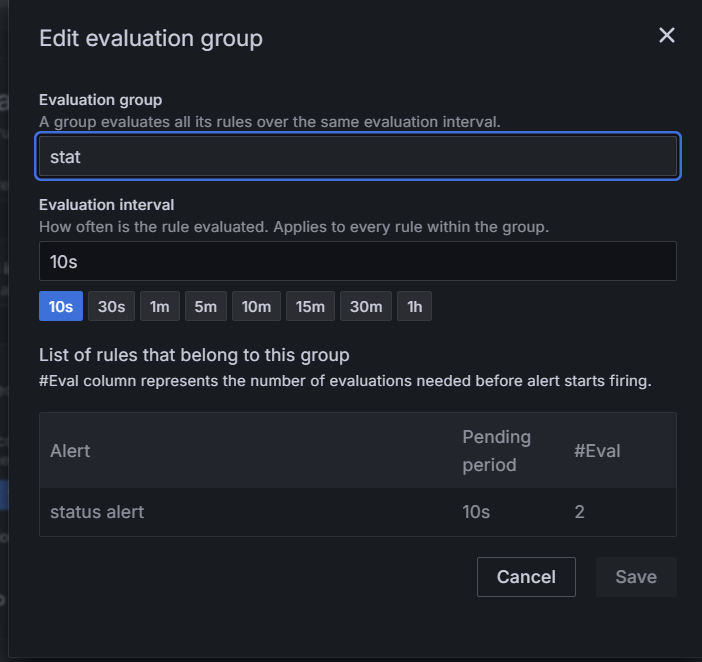 Edit evaluation group
Evaluation group
A group evaluates all its rules over the same evaluation interval.
stat
Evaluation interval
How often is the rule evaluated. Applies to every rule within the group.
10s
10s 30s 1m 5m 10m 15m 30m 1h
List of rules that belong to this group
#Eval column represents the number of evaluations needed before alert starts firing.
Alert Pending period #Eval
status alert 10s 2
Cancel Save